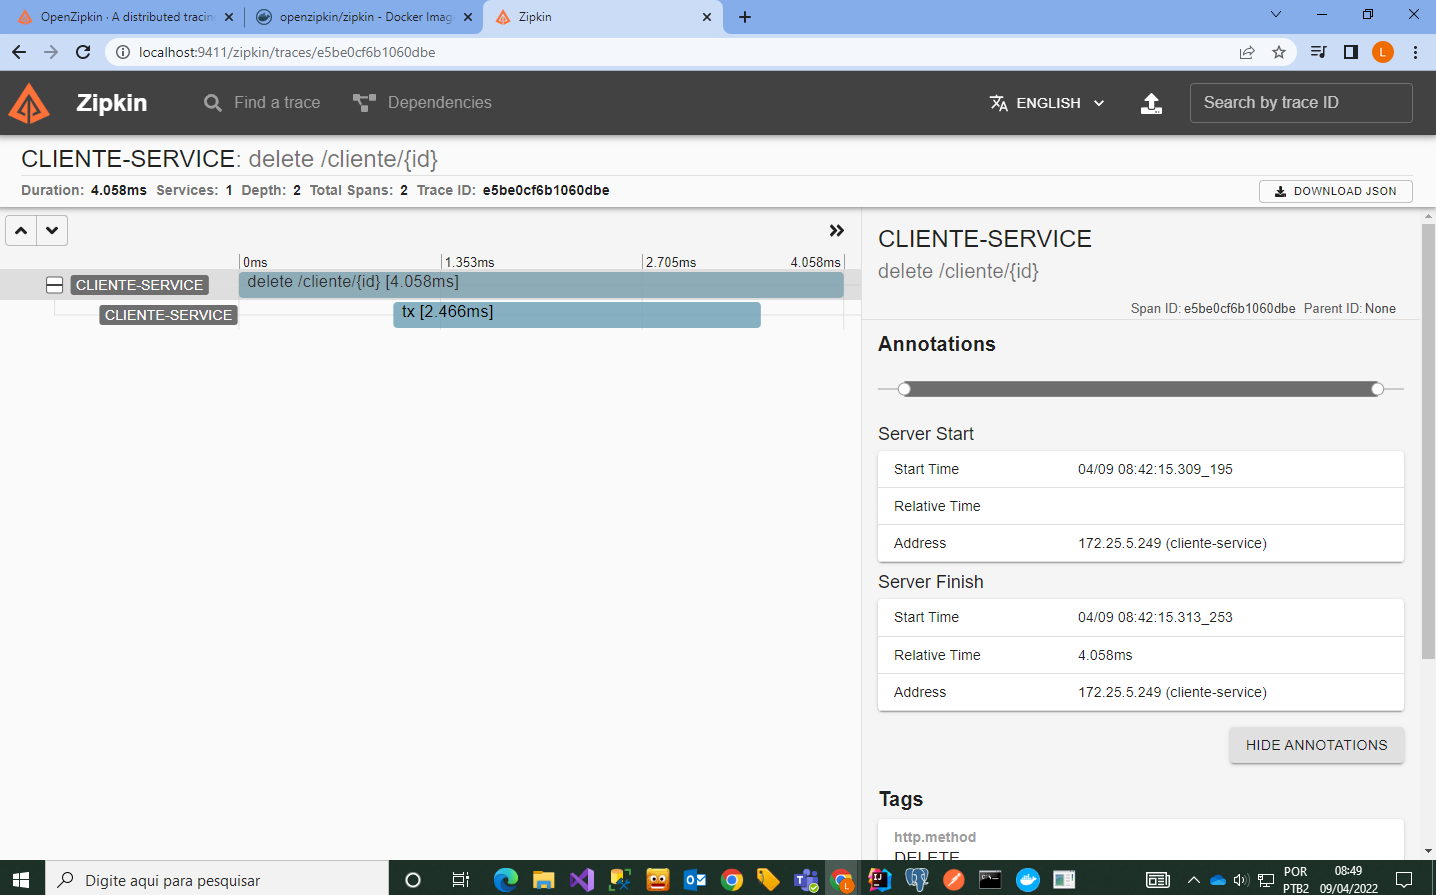 OpenZipkin · A distributed tracin
openzipkin/zipkin - Docker Imag
Zipkin
localhost:9411/zipkin/traces/e5be0cf6b1060dbe
L
Zipkin
Find a trace
Dependencies
ENGLISH
Search by trace ID
CLIENTE-SERVICE: delete /cliente/{id}
Duration: 4.058ms Services: 1 Depth: 2 Total Spans: 2 Trace ID: e5be0cf6b1060dbe
DOWNLOAD JSON
0ms 1.353ms 2.705ms 4.058ms
CLIENTE-SERVICE delete /cliente/{id} [4.058ms]
CLIENTE-SERVICE tx [2.466ms]
CLIENTE-SERVICE
delete /cliente/{id}
Span ID: e5be0cf6b1060dbe Parent ID: None
Annotations
Server Start
Start Time 04/09 08:42:15.309_195
Relative Time
Address 172.25.5.249 (cliente-service)
Server Finish
Start Time 04/09 08:42:15.313_253
Relative Time 4.058ms
Address 172.25.5.249 (cliente-service)
HIDE ANNOTATIONS
Tags
http.method
DELETE
Digite aqui para pesquisar
POR 08:49
PTB2 09/04/2022